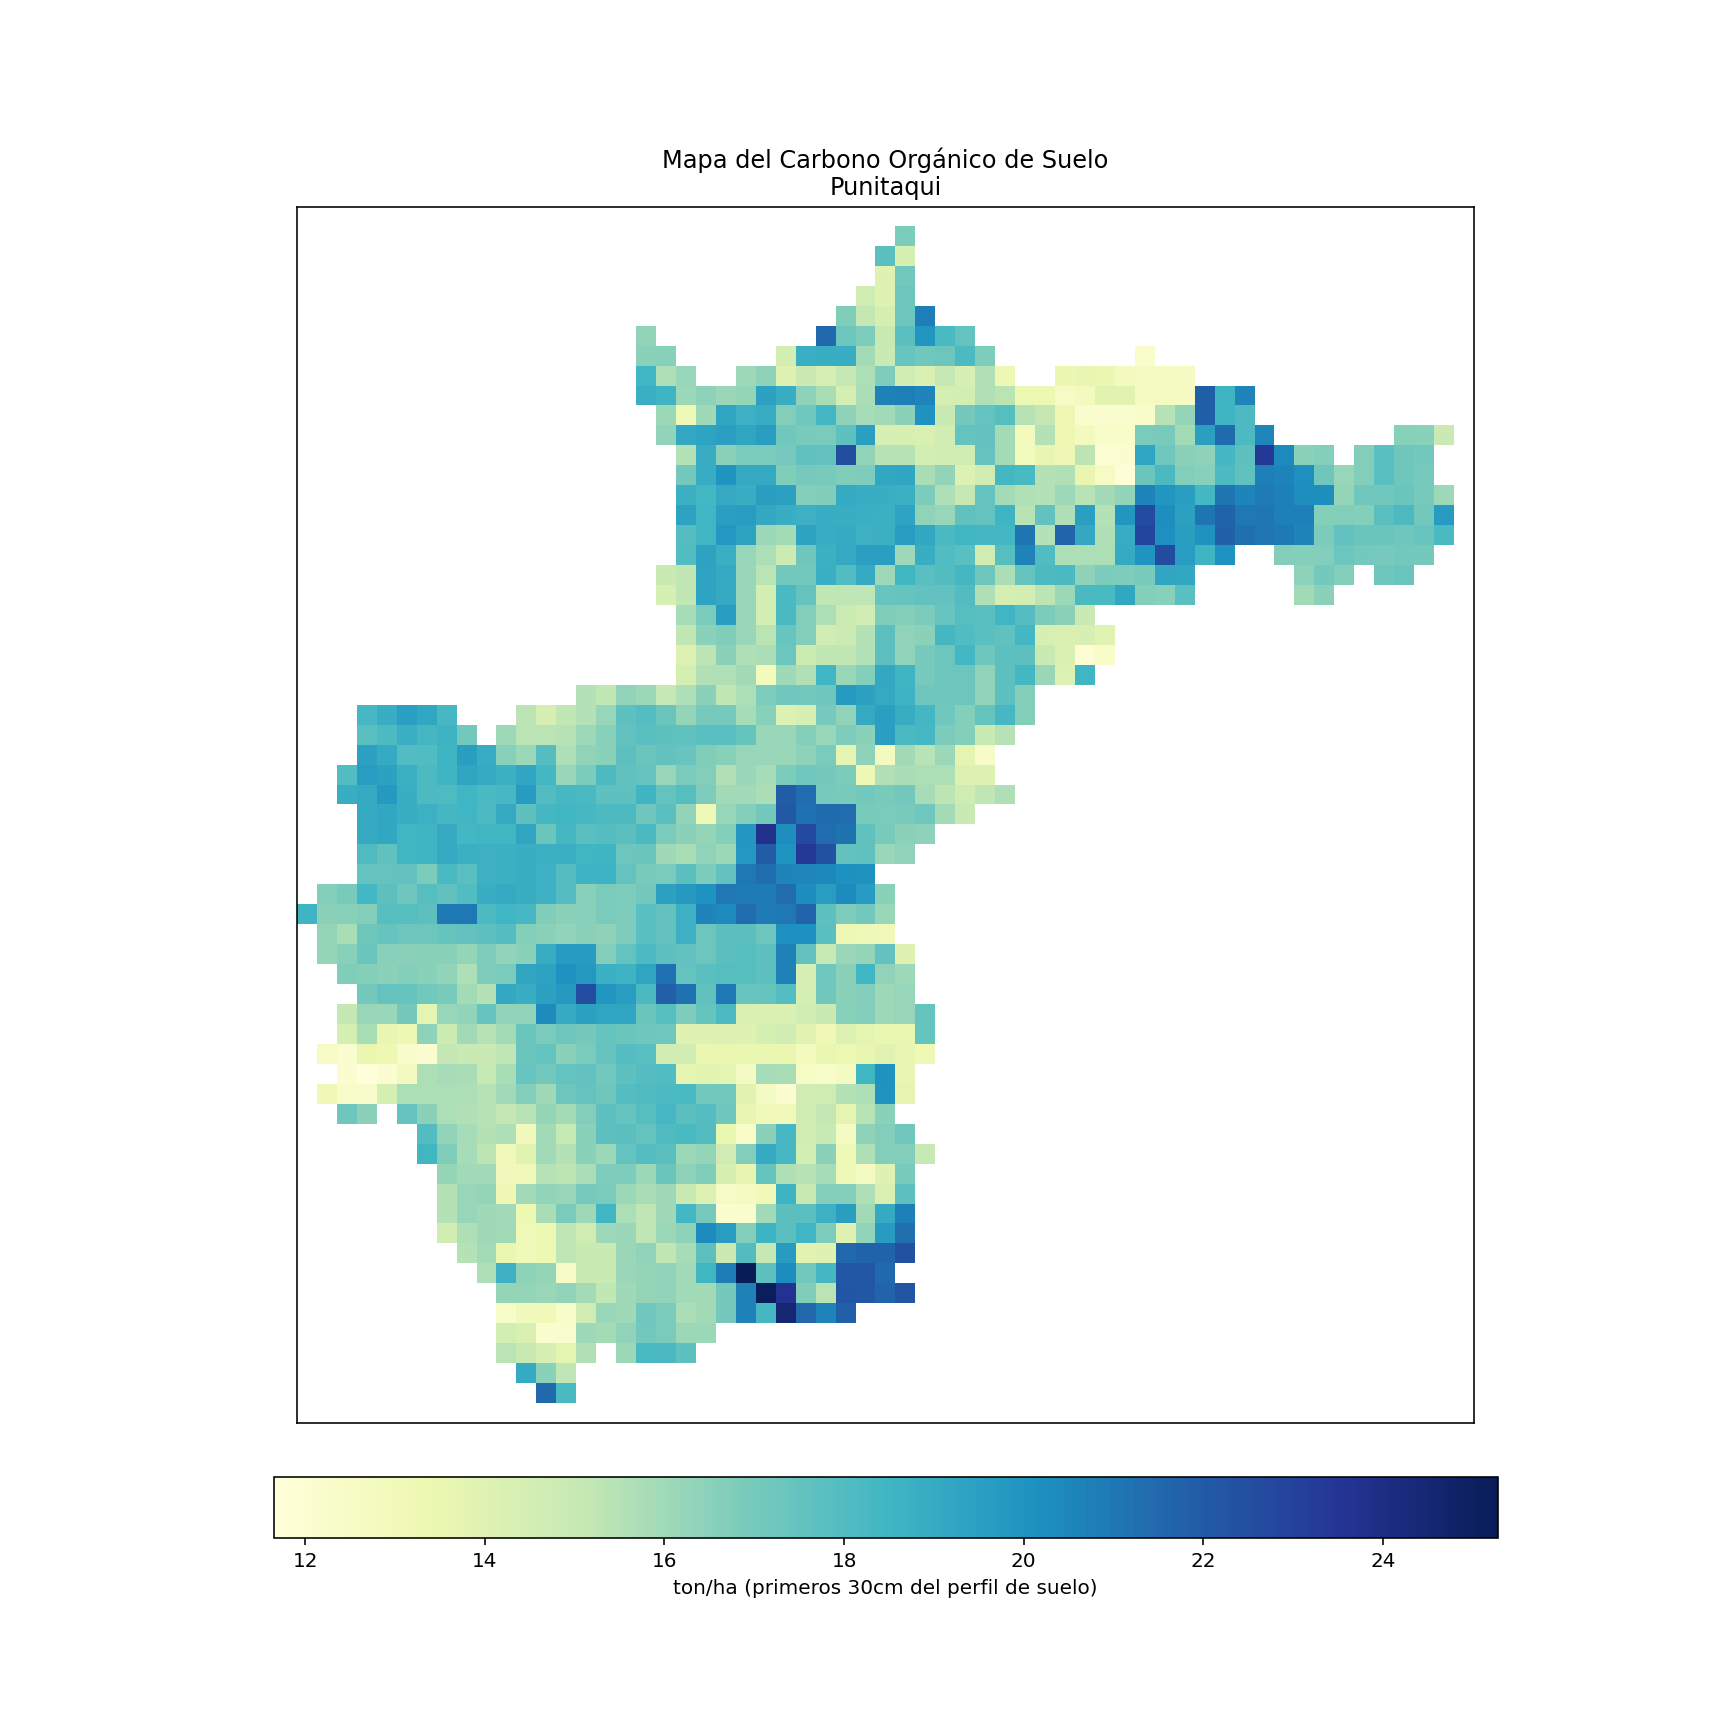 Mapa del Carbono Orgánico de Suelo
Punitaqui
12 14 16 18 20 22 24
ton/ha (primeros 30cm del perfil de suelo)